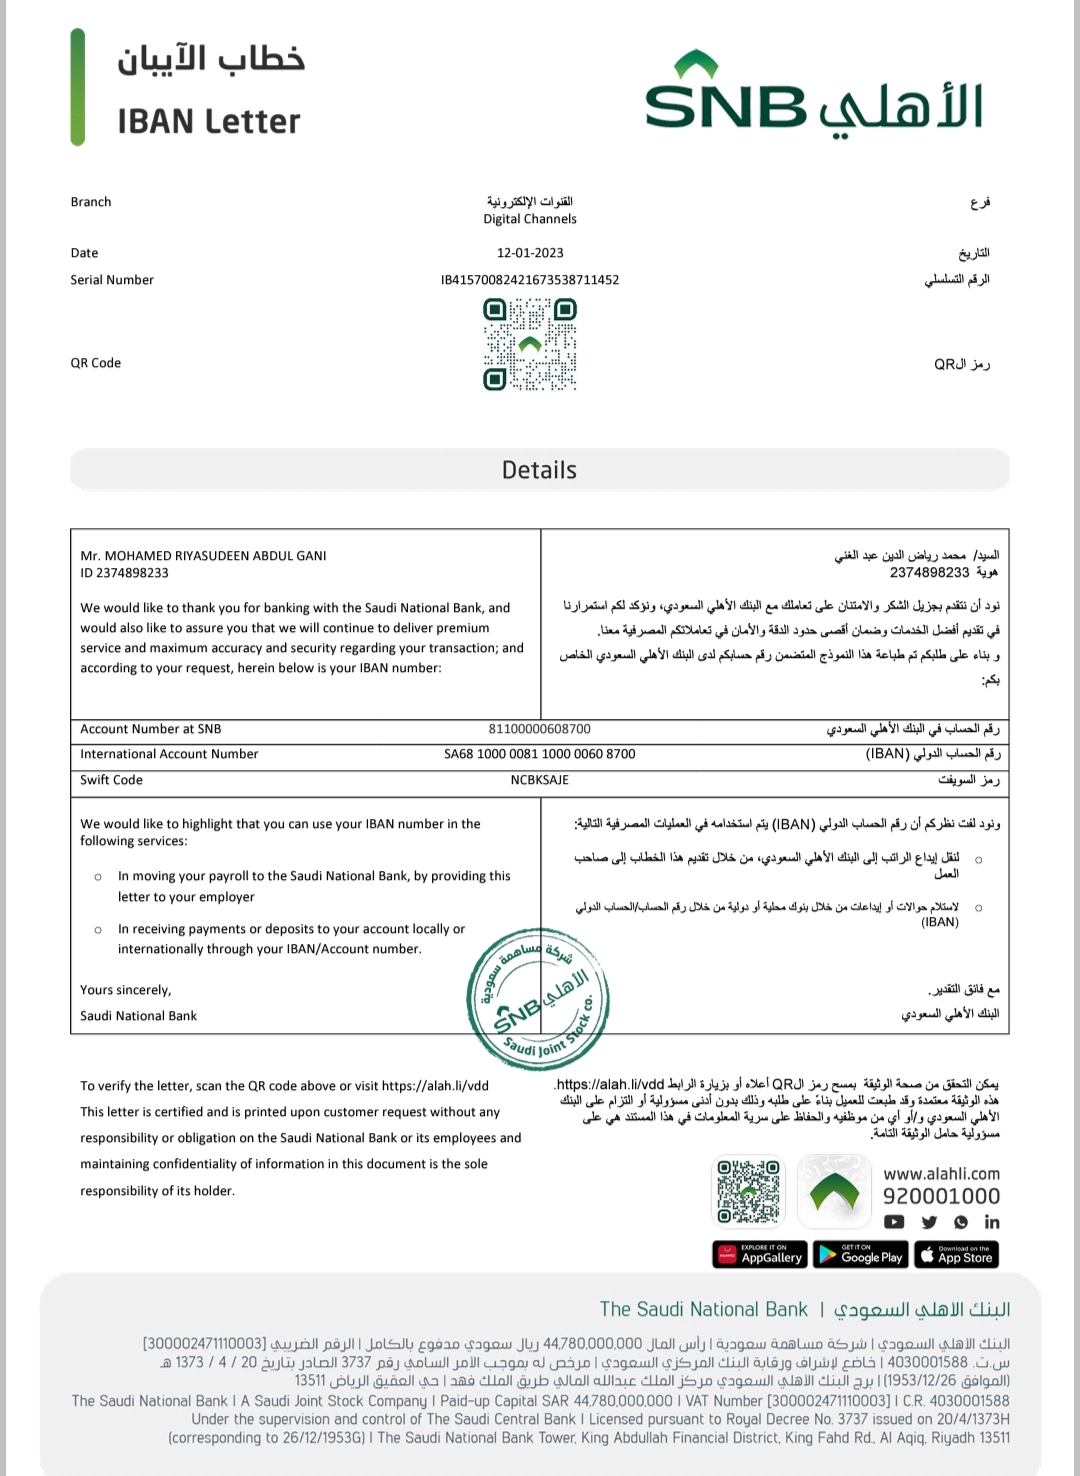 خطاب الآيبان
IBAN Letter
SNB الأهلي
Branch
القنوات الإلكترونية
Digital Channels
فرع
Date
12-01-2023
التاريخ
Serial Number
IB41570082421673538711452
الرقم التسلسلي
QR Code
رمز الـQR
Details
Mr. MOHAMED RIYASUDEEN ABDUL GANI
ID 2374898233
We would like to thank you for banking with the Saudi National Bank, and
would also like to assure you that we will continue to deliver premium
service and maximum accuracy and security regarding your transaction; and
according to your request, herein below is your IBAN number:
السيد/ محمد رياض الدين عبد الغني
هوية 2374898233
نود أن نتقدم بجزيل الشكر والامتنان على تعاملك مع البنك الأهلي السعودي، ونؤكد لكم استمرارنا
في تقديم أفضل الخدمات وضمان أقصى حدود الدقة والأمان في تعاملاتكم المصرفية معنا.
و بناء على طلبكم تم طباعة هذا النموذج المتضمن رقم حسابكم لدى البنك الأهلي السعودي الخاص
بكم:
Account Number at SNB
81100000608700
رقم الحساب في البنك الأهلي السعودي
International Account Number
SA68 1000 0081 1000 0060 8700
رقم الحساب الدولي (IBAN)
Swift Code
NCBKSAJE
رمز السويفت
We would like to highlight that you can use your IBAN number in the
following services:
o In moving your payroll to the Saudi National Bank, by providing this
letter to your employer
o In receiving payments or deposits to your account locally or
internationally through your IBAN/Account number.
Yours sincerely,
Saudi National Bank
ونود لفت نظركم أن رقم الحساب الدولي (IBAN) يتم استخدامه في العمليات المصرفية التالية:
o لنقل إيداع الراتب إلى البنك الأهلي السعودي، من خلال تقديم هذا الخطاب إلى صاحب
العمل
o لاستلام حوالات أو إيداعات من خلال بنوك محلية أو دولية من خلال رقم الحساب/الحساب الدولي
(IBAN)
مع فائق التقدير.
البنك الأهلي السعودي
شركة مساهمة سعودية
SNB الأهلي
Saudi Joint Stock co.
To verify the letter, scan the QR code above or visit https://alah.li/vdd
This letter is certified and is printed upon customer request without any
responsibility or obligation on the Saudi National Bank or its employees and
maintaining confidentiality of information in this document is the sole
responsibility of its holder.
يمكن التحقق من صحة الوثيقة بمسح رمز الـQR أعلاه أو بزيارة الرابط https://alah.li/vdd.
هذه الوثيقة معتمدة وقد طبعت للعميل بناءً على طلبه وذلك بدون أدنى مسؤولية أو التزام على البنك
الأهلي السعودي و/أو أي من موظفيه والحفاظ على سرية المعلومات في هذا المستند هي على
مسؤولية حامل الوثيقة التامة.
www.alahli.com
920001000
EXPLORE IT ON
AppGallery
GET IT ON
Google Play
Download on the
App Store
البنك الأهلي السعودي | The Saudi National Bank
البنك الأهلي السعودي | شركة مساهمة سعودية | رأس المال 44,780,000,000 ريال سعودي مدفوع بالكامل | الرقم الضريبي [300002471110003]
س.ت. 4030001588 | خاضع لإشراف ورقابة البنك المركزي السعودي | مرخص له بموجب الأمر السامي رقم 3737 الصادر بتاريخ 20 / 4 / 1373 هـ
(الموافق 1953/12/26) | برج البنك الأهلي السعودي مركز الملك عبدالله المالي طريق الملك فهد | حي العقيق الرياض 13511
The Saudi National Bank | A Saudi Joint Stock Company | Paid-up Capital SAR 44,780,000,000 | VAT Number [300002471110003] | C.R. 4030001588
Under the supervision and control of The Saudi Central Bank | Licensed pursuant to Royal Decree No. 3737 issued on 20/4/1373H
(corresponding to 26/12/1953G) | The Saudi National Bank Tower, King Abdullah Financial District, King Fahd Rd., Al Aqiq, Riyadh 13511